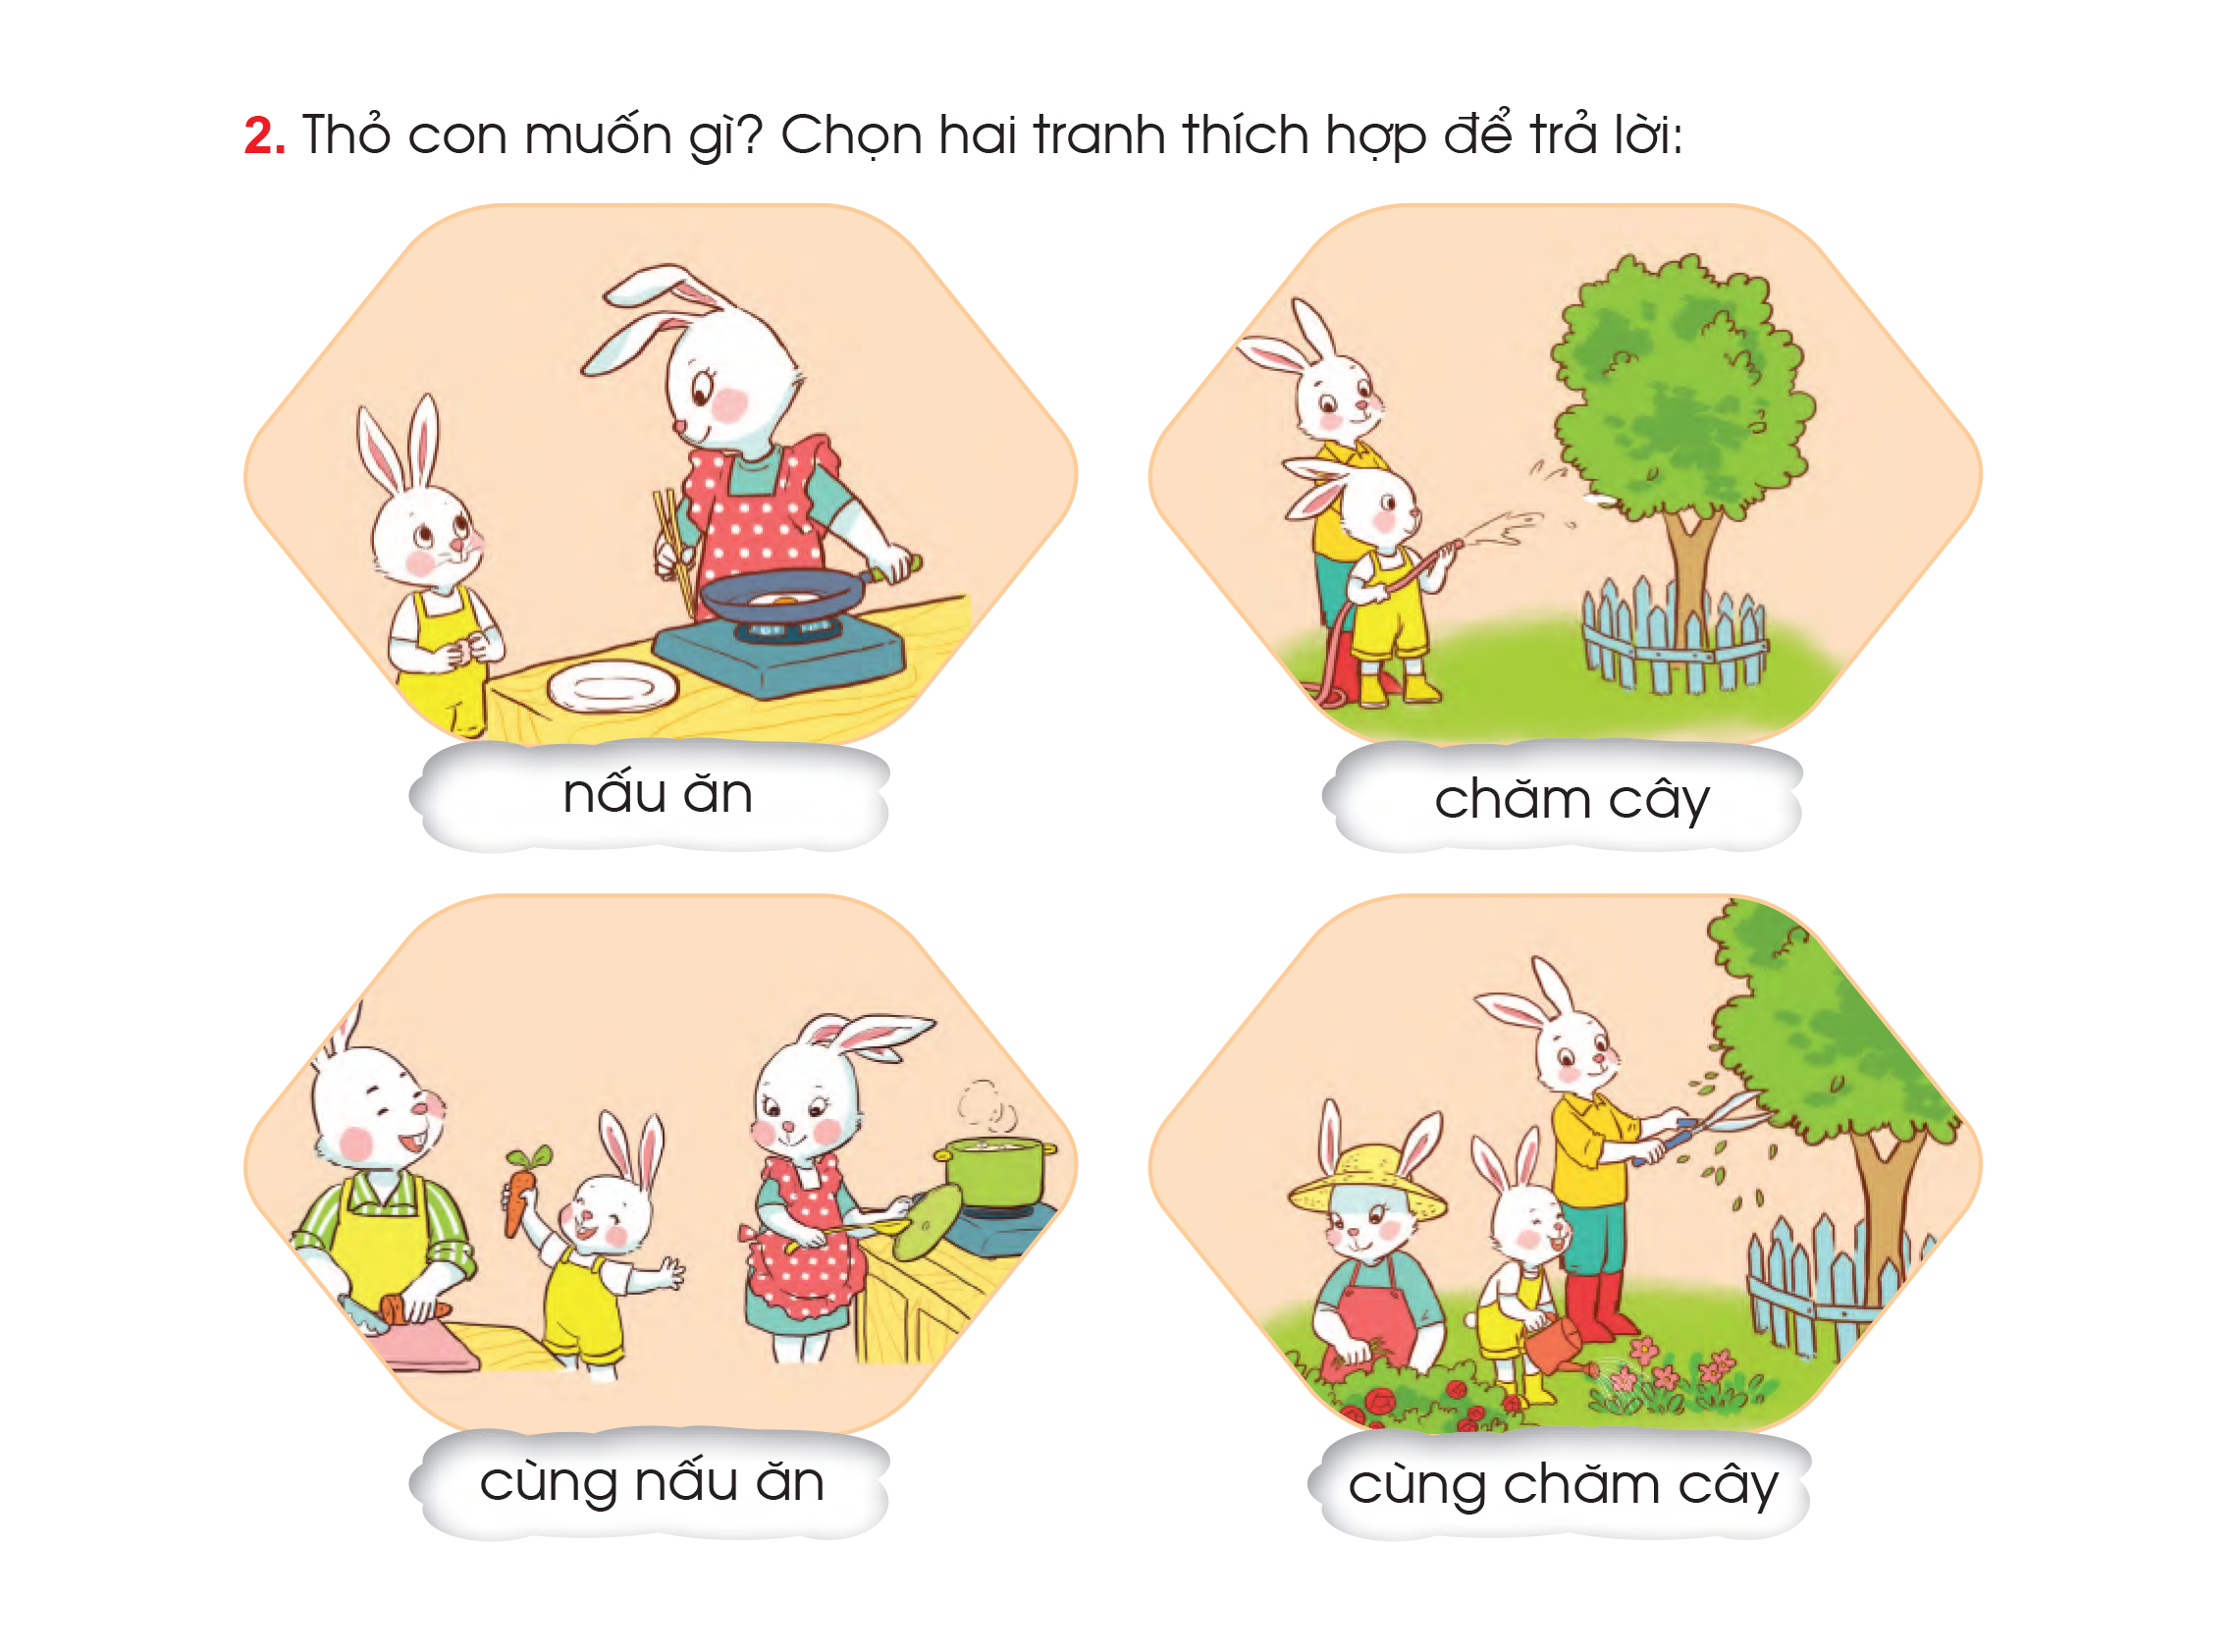 2. Thỏ con muốn gì? Chọn hai tranh thích hợp để trả lời:
nấu ăn
chăm cây
cùng nấu ăn
cùng chăm cây